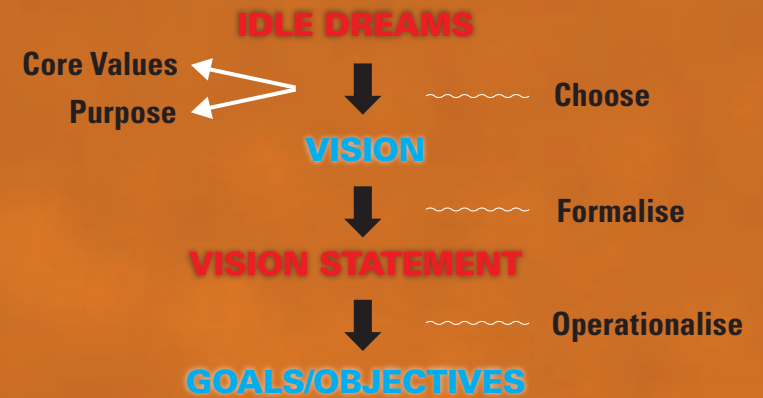 IDLE DREAMS
Core Values
Purpose
Choose
VISION
Formalise
VISION STATEMENT
Operationalise
GOALS/OBJECTIVES